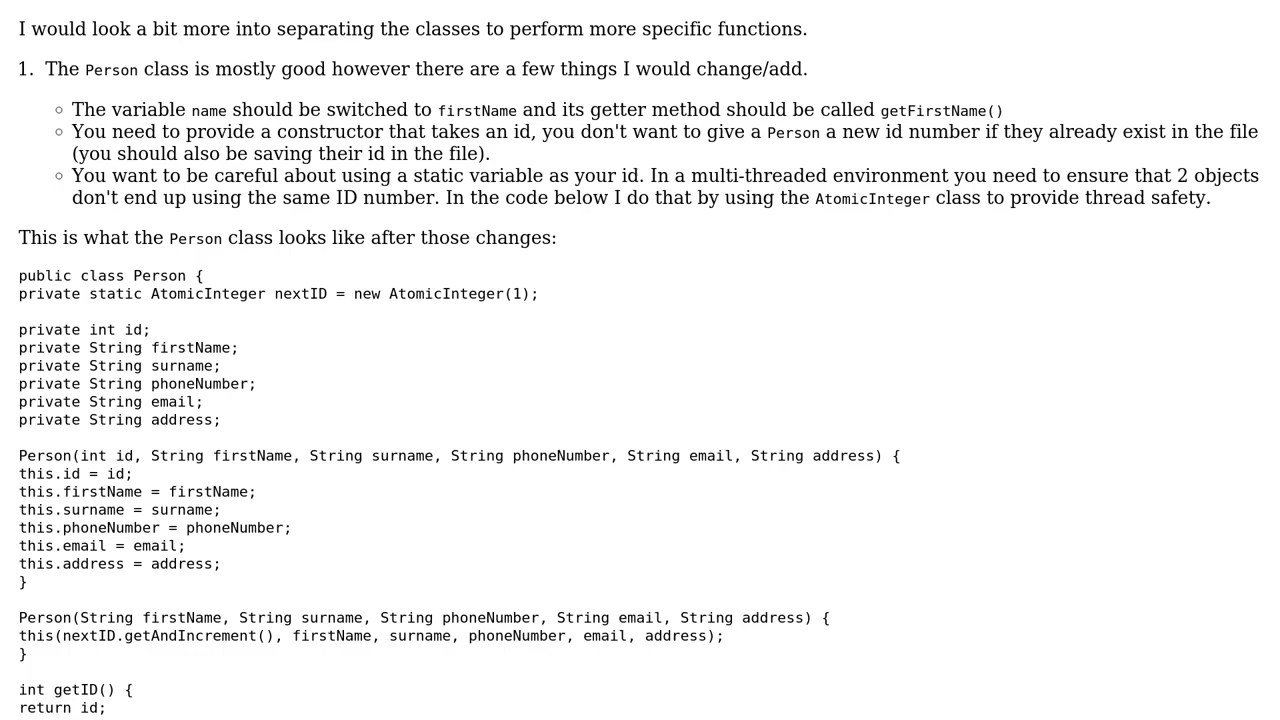 I would look a bit more into separating the classes to perform more specific functions.
1. The Person class is mostly good however there are a few things I would change/add.
◦ The variable name should be switched to firstName and its getter method should be called getFirstName()
◦ You need to provide a constructor that takes an id, you don't want to give a Person a new id number if they already exist in the file
(you should also be saving their id in the file).
◦ You want to be careful about using a static variable as your id. In a multi-threaded environment you need to ensure that 2 objects
don't end up using the same ID number. In the code below I do that by using the AtomicInteger class to provide thread safety.
This is what the Person class looks like after those changes:
public class Person {
private static AtomicInteger nextID = new AtomicInteger(1);
private int id;
private String firstName;
private String surname;
private String phoneNumber;
private String email;
private String address;
Person(int id, String firstName, String surname, String phoneNumber, String email, String address) {
this.id = id;
this.firstName = firstName;
this.surname = surname;
this.phoneNumber = phoneNumber;
this.email = email;
this.address = address;
}
Person(String firstName, String surname, String phoneNumber, String email, String address) {
this(nextID.getAndIncrement(), firstName, surname, phoneNumber, email, address);
}
int getID() {
return id;